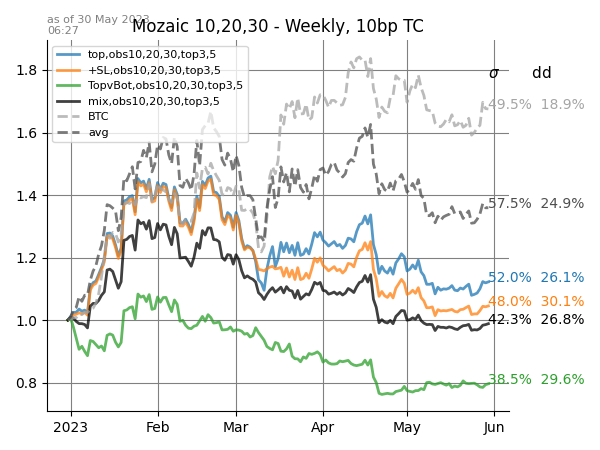 as of 30 May 2023
06:27
Mozaic 10,20,30 - Weekly, 10bp TC
top,obs10,20,30,top3,5
+SL,obs10,20,30,top3,5
TopvBot,obs10,20,30,top3,5
mix,obs10,20,30,top3,5
BTC
avg
σ dd
49.5% 18.9%
57.5% 24.9%
52.0% 26.1%
48.0% 30.1%
42.3% 26.8%
38.5% 29.6%
1.8
1.6
1.4
1.2
1.0
0.8
2023 Feb Mar Apr May Jun